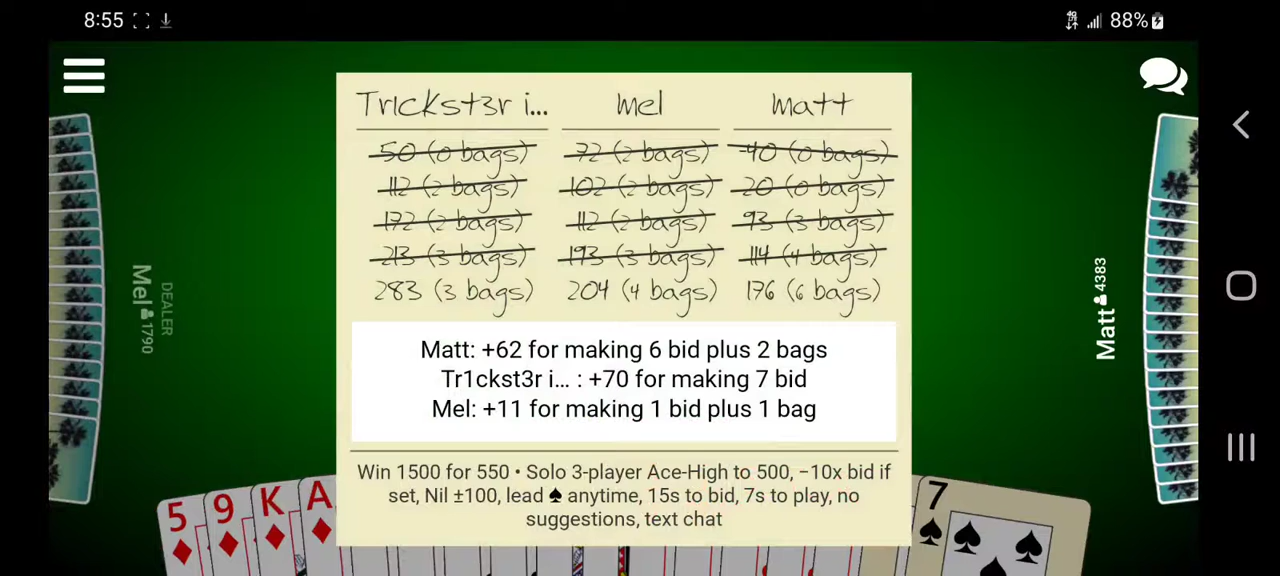 8:55
4G
88%
Tr1ckst3r i... mel matt
50 (0 bags) 72 (2 bags) -40 (0 bags)
112 (2 bags) 102 (2 bags) 20 (0 bags)
172 (2 bags) 112 (2 bags) 93 (3 bags)
213 (3 bags) 193 (3 bags) 114 (4 bags)
283 (3 bags) 204 (4 bags) 176 (6 bags)
Matt: +62 for making 6 bid plus 2 bags
Tr1ckst3r i... : +70 for making 7 bid
Mel: +11 for making 1 bid plus 1 bag
Win 1500 for 550 • Solo 3-player Ace-High to 500, −10x bid if
set, Nil ±100, lead ♠ anytime, 15s to bid, 7s to play, no
suggestions, text chat
Mel 1790
DEALER
Matt 4383
5 9 K A 7